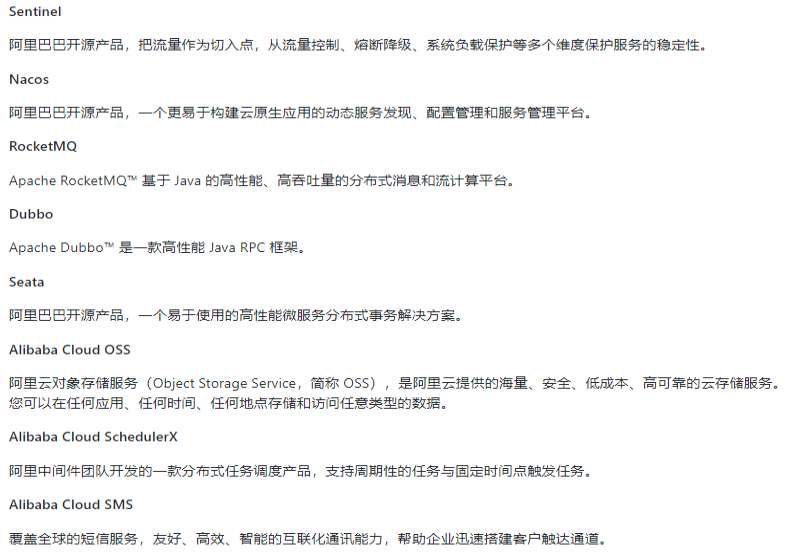 Sentinel
阿里巴巴开源产品，把流量作为切入点，从流量控制、熔断降级、系统负载保护等多个维度保护服务的稳定性。
Nacos
阿里巴巴开源产品，一个更易于构建云原生应用的动态服务发现、配置管理和服务管理平台。
RocketMQ
Apache RocketMQ™ 基于 Java 的高性能、高吞吐量的分布式消息和流计算平台。
Dubbo
Apache Dubbo™ 是一款高性能 Java RPC 框架。
Seata
阿里巴巴开源产品，一个易于使用的高性能微服务分布式事务解决方案。
Alibaba Cloud OSS
阿里云对象存储服务（Object Storage Service，简称 OSS），是阿里云提供的海量、安全、低成本、高可靠的云存储服务。
您可以在任何应用、任何时间、任何地点存储和访问任意类型的数据。
Alibaba Cloud SchedulerX
阿里中间件团队开发的一款分布式任务调度产品，支持周期性的任务与固定时间点触发任务。
Alibaba Cloud SMS
覆盖全球的短信服务，友好、高效、智能的互联化通讯能力，帮助企业迅速搭建客户触达通道。